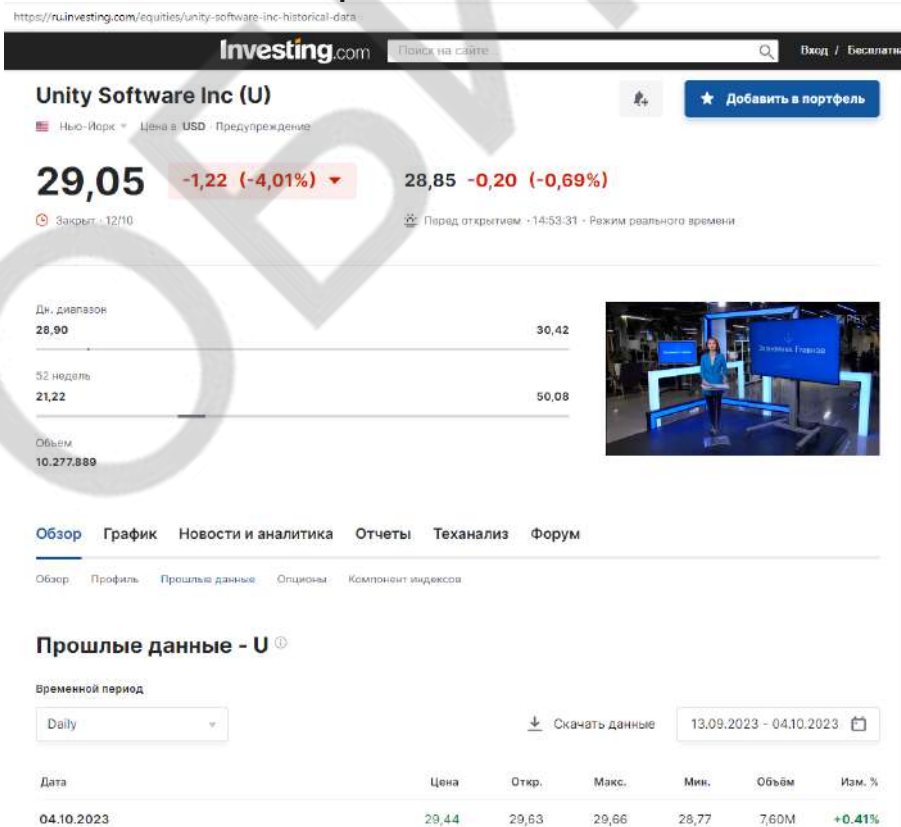 https://ru.investing.com/equities/unity-software-inc-historical-data
Investing.com Поиск на сайте... Вход / Бесплатна
Unity Software Inc (U)
Добавить в портфель
Нью-Йорк Цена в USD · Предупреждение
29,05 -1,22 (-4,01%) 28,85 -0,20 (-0,69%)
Закрыт · 12/10 Перед открытием · 14:53:31 · Режим реального времени
Дн. диапазон
28,90 30,42
52 недель
21,22 50,08
Объем
10.277.889
РБК
Экономика. Главное
Обзор График Новости и аналитика Отчеты Теханализ Форум
Обзор Профиль Прошлые данные Опционы Компонент индексов
Прошлые данные - U
Временной период
Daily Скачать данные 13.09.2023 - 04.10.2023
Дата Цена Откр. Макс. Мин. Объём Изм. %
04.10.2023 29,44 29,63 29,66 28,77 7,60M +0.41%